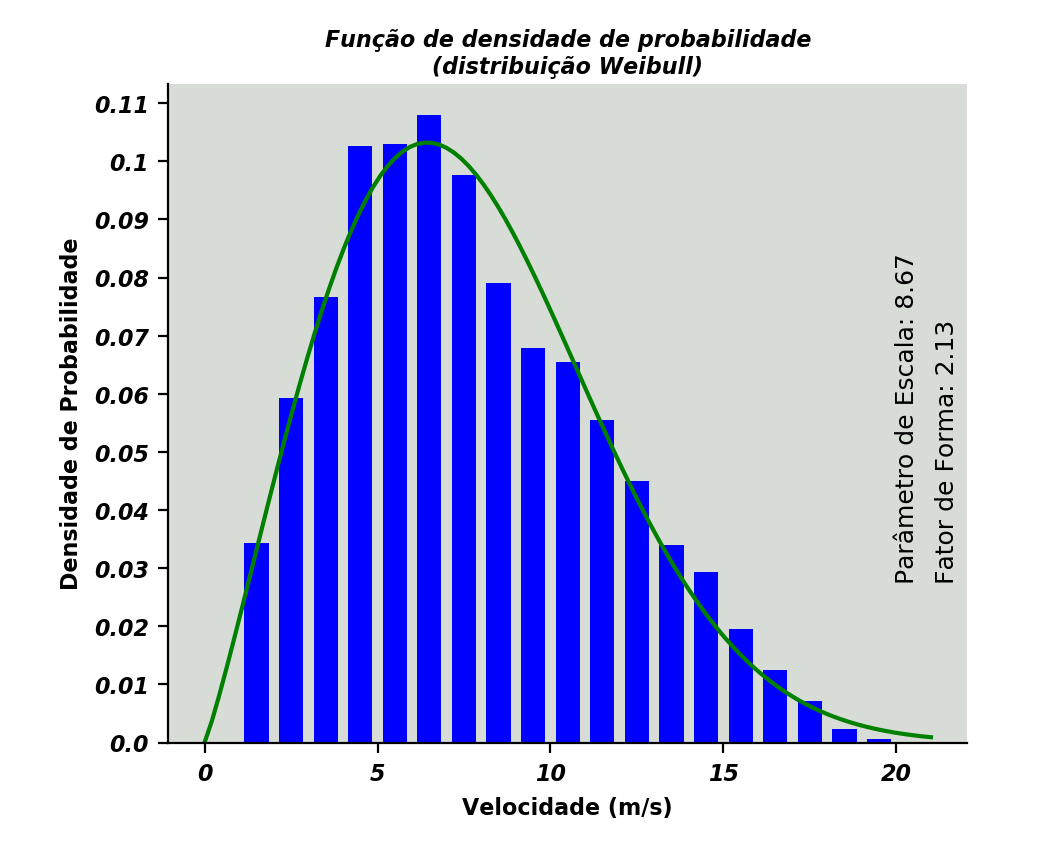 Função de densidade de probabilidade
(distribuição Weibull)
Densidade de Probabilidade
0.11
0.1
0.09
0.08
0.07
0.06
0.05
0.04
0.03
0.02
0.01
0.0
Parâmetro de Escala: 8.67
Fator de Forma: 2.13
0 5 10 15 20
Velocidade (m/s)